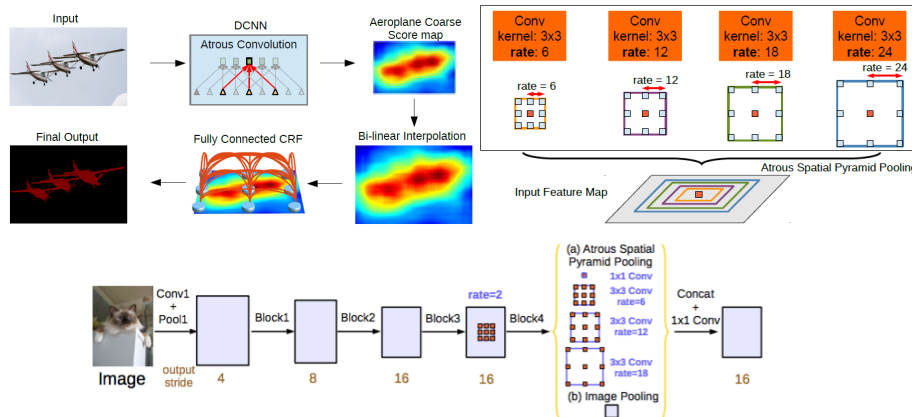 Input
DCNN
Atrous Convolution
Aeroplane Coarse
Score map
Final Output
Fully Connected CRF
Bi-linear Interpolation
Conv
kernel: 3x3
rate: 6
Conv
kernel: 3x3
rate: 12
Conv
kernel: 3x3
rate: 18
Conv
kernel: 3x3
rate: 24
rate = 6
rate = 12
rate = 18
rate = 24
Atrous Spatial Pyramid Pooling
Input Feature Map
(a) Atrous Spatial
Pyramid Pooling
1x1 Conv
3x3 Conv
rate=6
3x3 Conv
rate=12
3x3 Conv
rate=18
(b) Image Pooling
Conv1
+
Pool1
Block1
Block2
Block3
rate=2
Block4
Concat
+
1x1 Conv
Image
output
stride
4
8
16
16
16